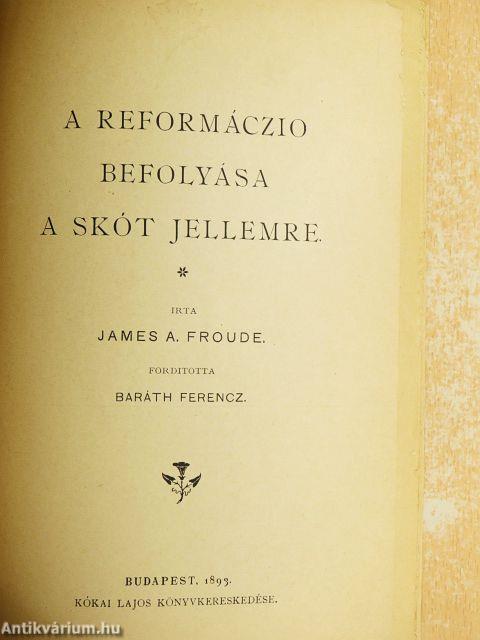 A REFORMÁCZIO
BEFOLYÁSA
A SKÓT JELLEMRE.
*
IRTA
JAMES A. FROUDE.
FORDITOTTA
BARÁTH FERENCZ.
BUDAPEST, 1893.
KÓKAI LAJOS KÖNYVKERESKEDÉSE.
Antikvárium.hu